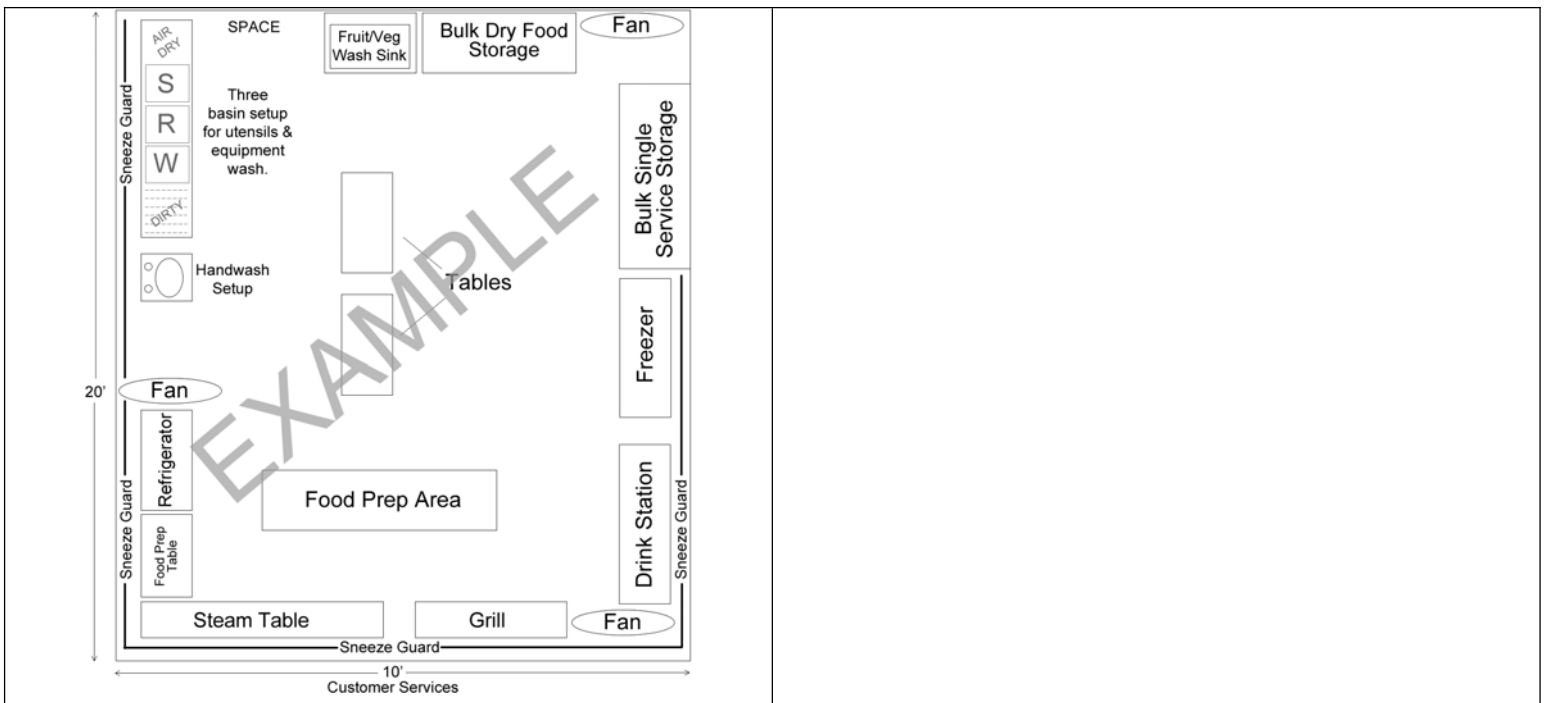 AIR
DRY
SPACE
Fruit/Veg
Wash Sink
Bulk Dry Food
Storage
Fan
S
R
W
DIRTY
Three
basin setup
for utensils &
equipment
wash.
Sneeze Guard
Bulk Single
Service Storage
Handwash
Setup
Tables
EXAMPLE
Freezer
20'
Fan
Refrigerator
Food Prep Area
Drink Station
Sneeze Guard
Sneeze Guard
Food Prep
Table
Steam Table
Grill
Fan
Sneeze Guard
10'
Customer Services